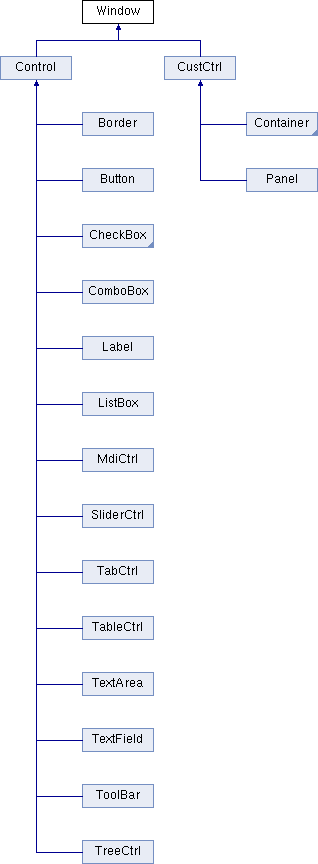 Window
Control
CustCtrl
Border
Container
Button
Panel
CheckBox
ComboBox
Label
ListBox
MdiCtrl
SliderCtrl
TabCtrl
TableCtrl
TextArea
TextField
ToolBar
TreeCtrl